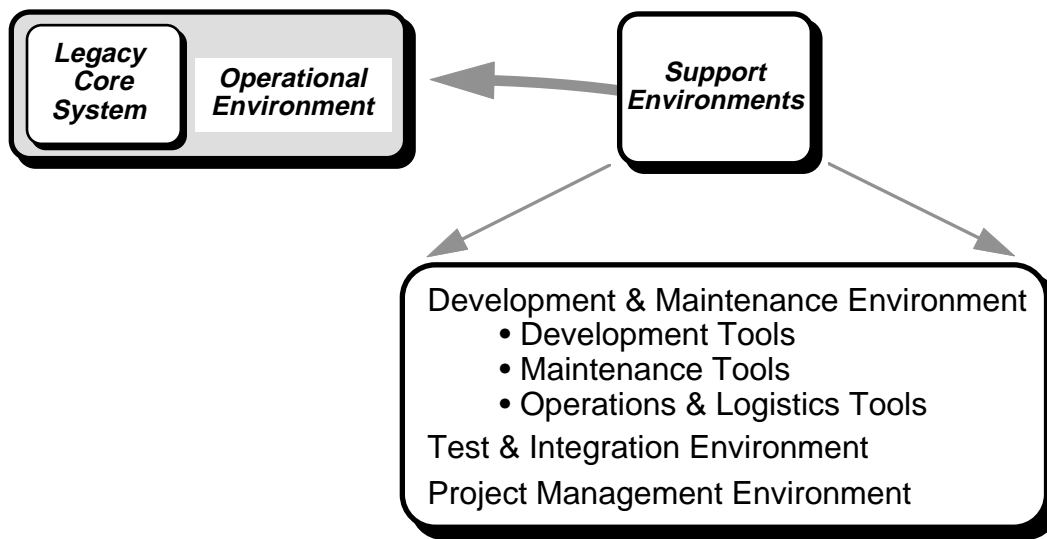 Legacy
Core
System
Operational
Environment
Support
Environments
Development & Maintenance Environment
• Development Tools
• Maintenance Tools
• Operations & Logistics Tools
Test & Integration Environment
Project Management Environment